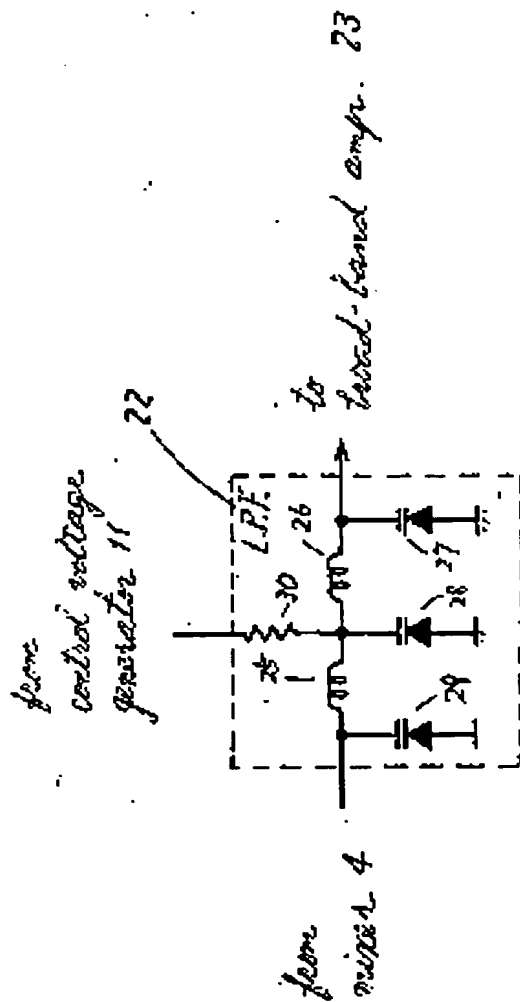 from
control voltage
generator 11
22
L.P.F.
30
25
26
from
mixer 4
to
broad-band amp. 23
29
28
27